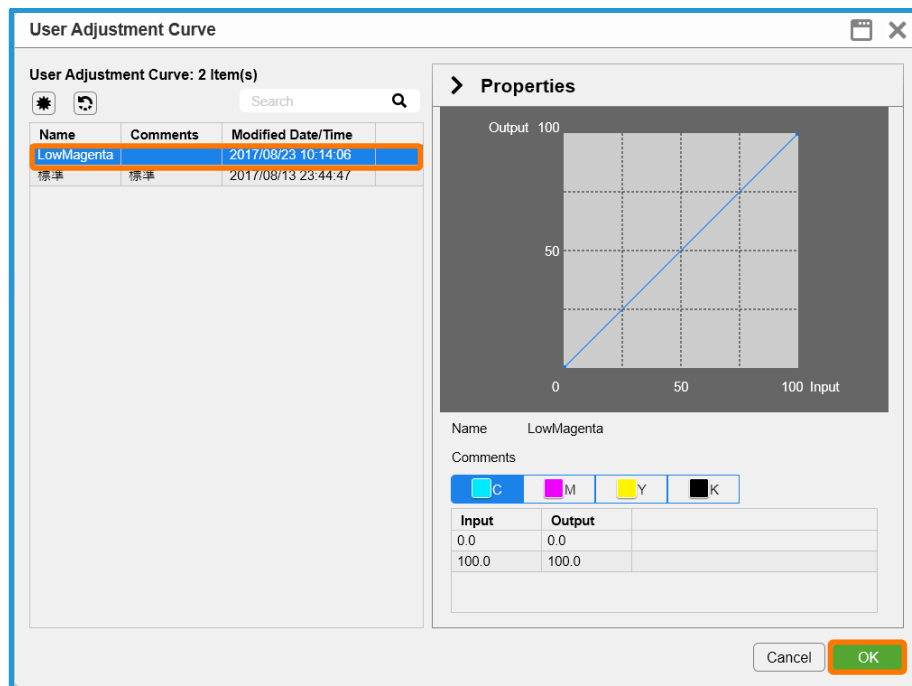 User Adjustment Curve
User Adjustment Curve: 2 Item(s)
Search
Name Comments Modified Date/Time
LowMagenta 2017/08/23 10:14:06
標準 標準 2017/08/13 23:44:47
Properties
Output 100
50
0 50 100 Input
Name LowMagenta
Comments
C M Y K
Input Output
0.0 0.0
100.0 100.0
Cancel OK